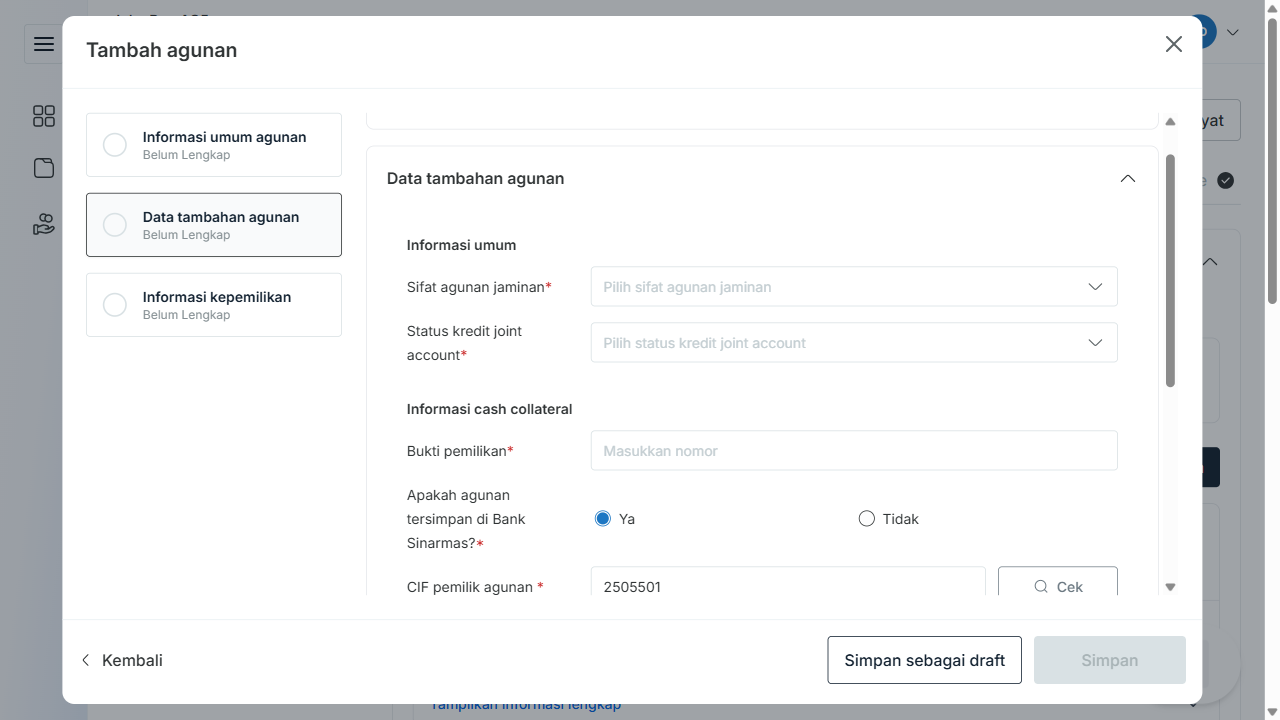 Tambah agunan
yat
Informasi umum agunan
Belum Lengkap
Data tambahan agunan
Belum Lengkap
Informasi kepemilikan
Belum Lengkap
Data tambahan agunan
Informasi umum
Sifat agunan jaminan*
Pilih sifat agunan jaminan
Status kredit joint
account*
Pilih status kredit joint account
Informasi cash collateral
Bukti pemilikan*
Masukkan nomor
Apakah agunan
tersimpan di Bank
Sinarmas?*
Ya
Tidak
CIF pemilik agunan *
2505501
Cek
Kembali
Simpan sebagai draft
Simpan
Tampilkan informasi lengkap